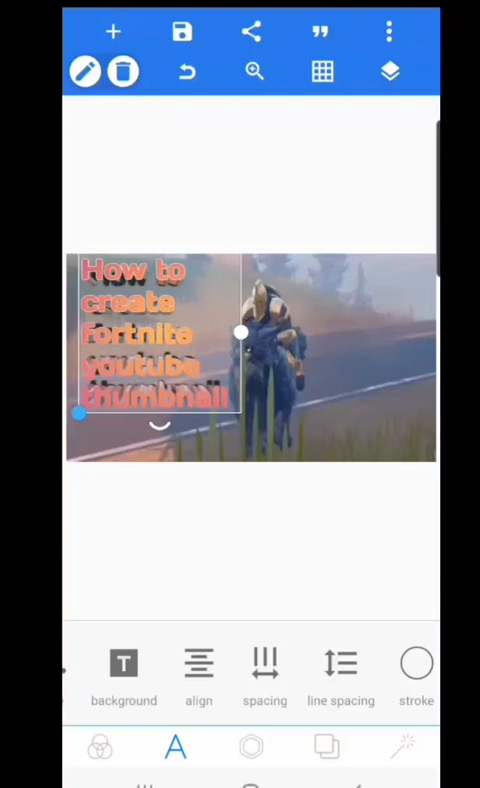 How to
create
fortnite
youtube
thumbnail
background
align
spacing
line spacing
stroke